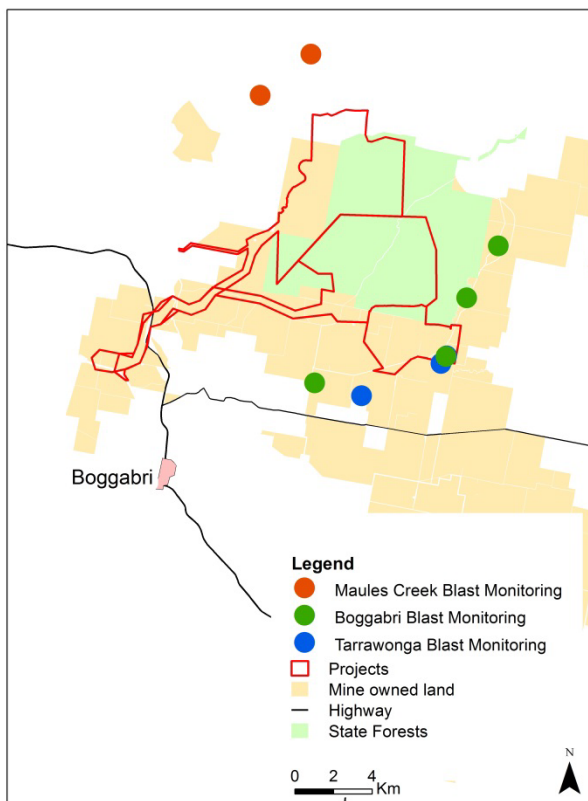 Boggabri
Legend
Maules Creek Blast Monitoring
Boggabri Blast Monitoring
Tarrawonga Blast Monitoring
Projects
Mine owned land
Highway
State Forests
N
0 2 4
Km